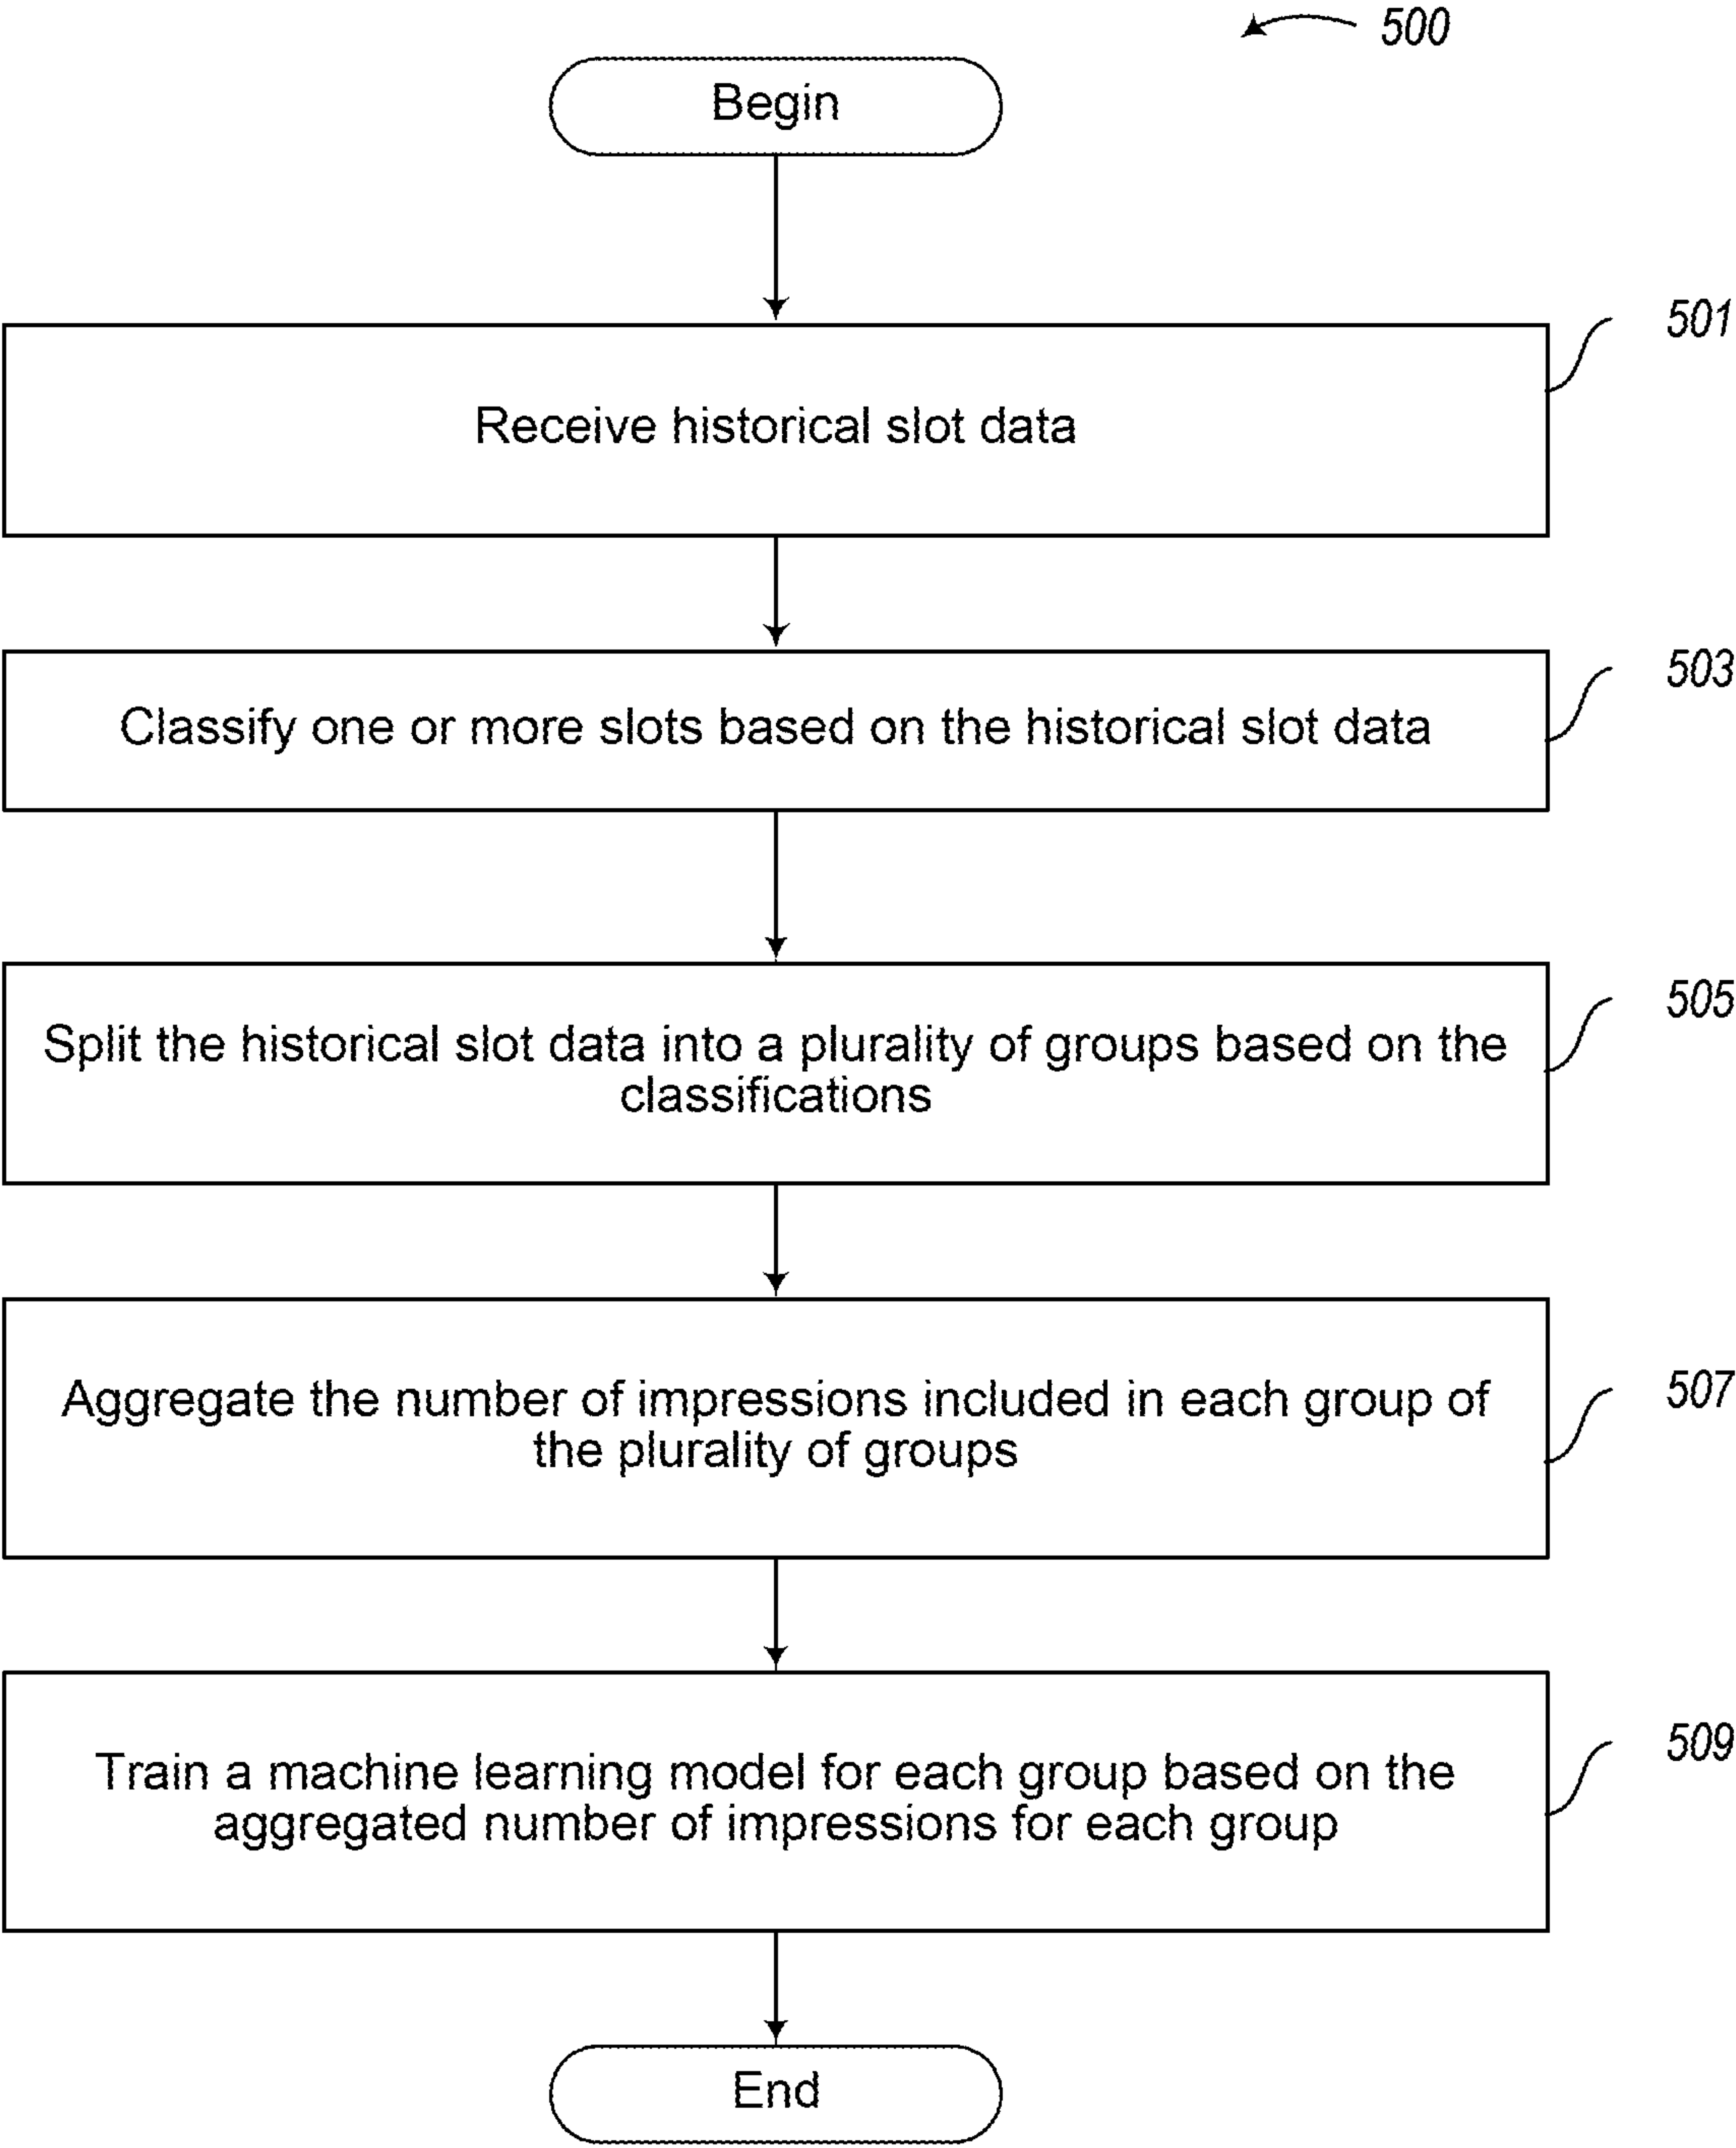 500
Begin
501
Receive historical slot data
503
Classify one or more slots based on the historical slot data
505
Split the historical slot data into a plurality of groups based on the
classifications
507
Aggregate the number of impressions included in each group of
the plurality of groups
509
Train a machine learning model for each group based on the
aggregated number of impressions for each group
End